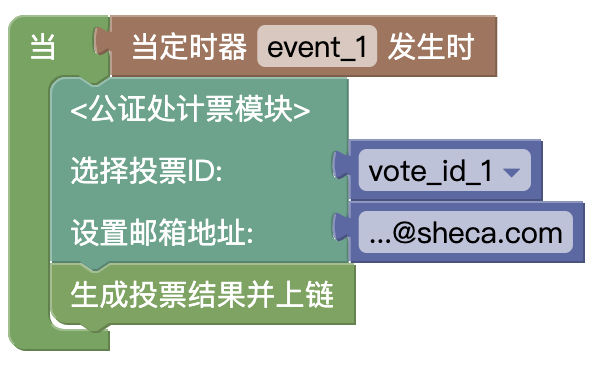 当 当定时器 event_1 发生时
<公证处计票模块>
选择投票ID: vote_id_1
设置邮箱地址: ...@sheca.com
生成投票结果并上链